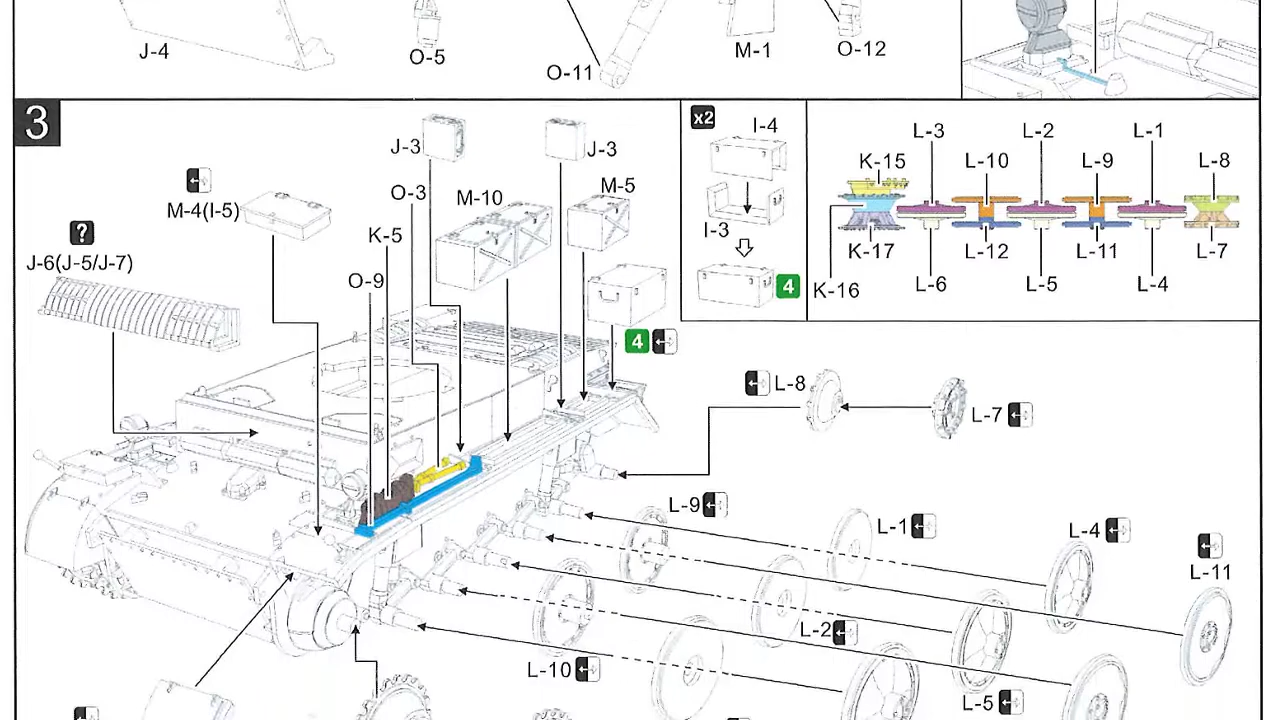 J-4
O-5
O-11
M-1
O-12
3
J-3
J-3
O-3
M-10
M-5
M-4(I-5)
K-5
?
J-6(J-5/J-7)
O-9
4
x2
I-4
I-3
4
L-3
L-2
L-1
K-15
L-10
L-9
L-8
K-17
L-12
L-11
L-7
K-16
L-6
L-5
L-4
L-8
L-7
L-9
L-1
L-4
L-11
L-2
L-10
L-5